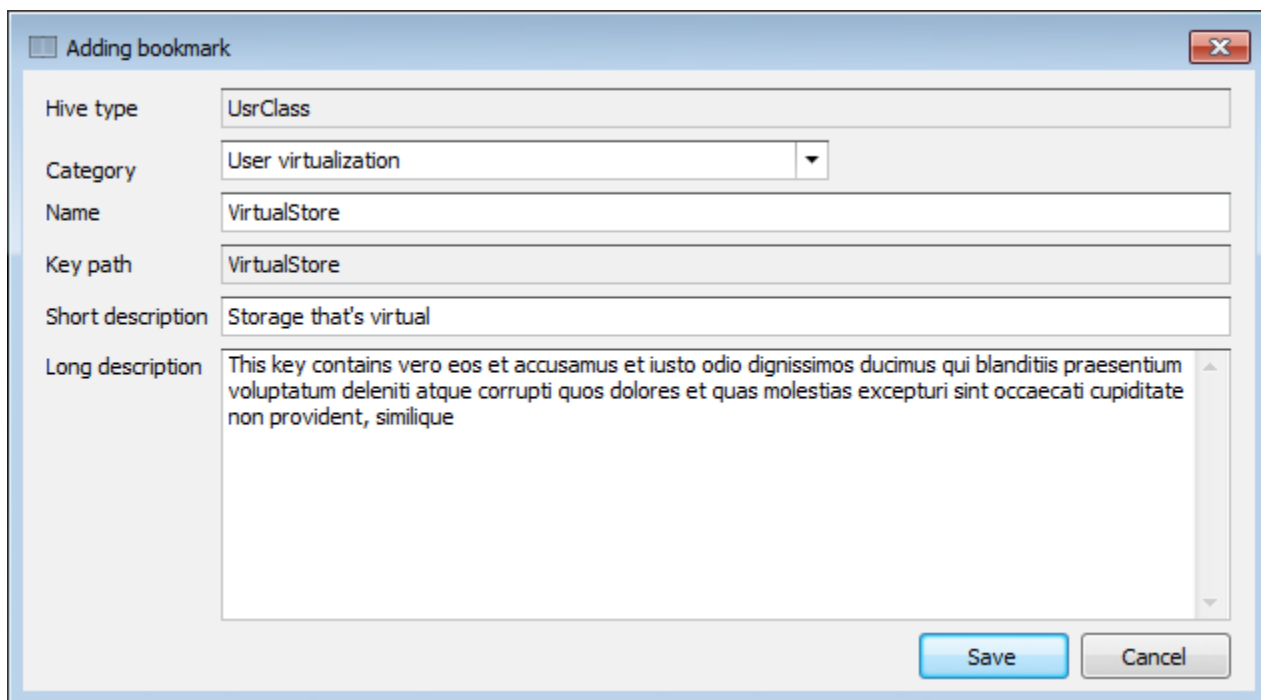 Adding bookmark
Hive type UsrClass
Category User virtualization
Name VirtualStore
Key path VirtualStore
Short description Storage that's virtual
Long description This key contains vero eos et accusamus et iusto odio dignissimos ducimus qui blanditiis praesentium
voluptatum deleniti atque corrupti quos dolores et quas molestias excepturi sint occaecati cupiditate
non provident, similique
Save Cancel